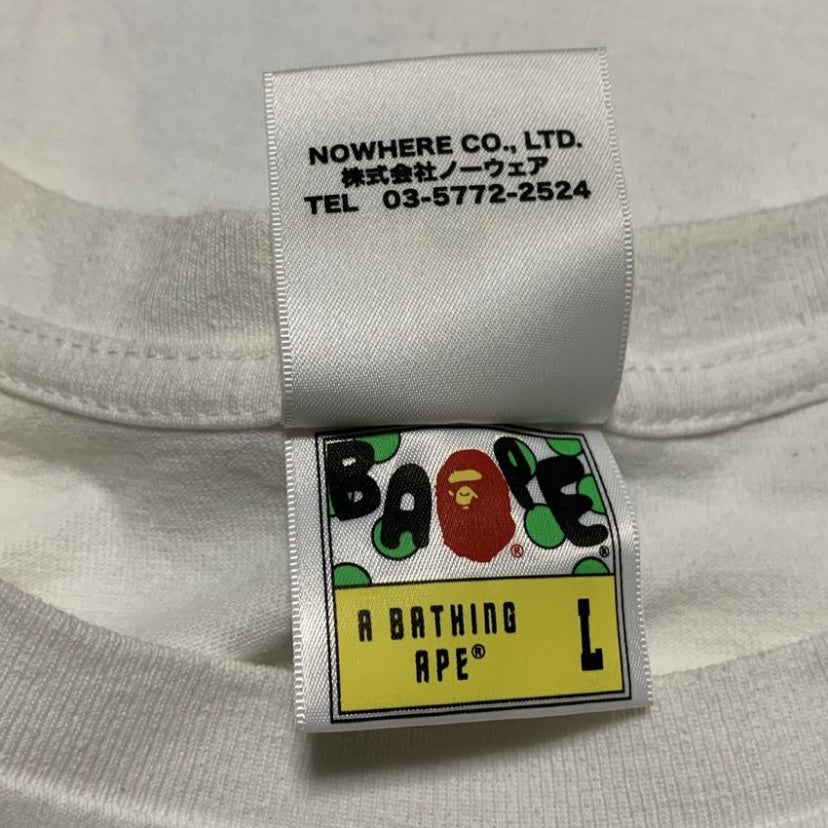 NOWHERE CO., LTD.
株式会社ノーウェア
TEL 03-5772-2524
BAPE®
®
A BATHING
APE®
L